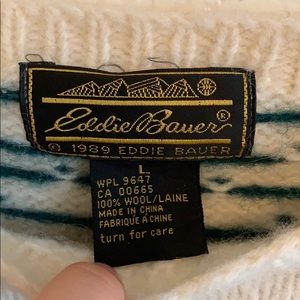 Eddie Bauer®
© 1989 EDDIE BAUER
L
WPL 9647
CA 00665
100% WOOL/LAINE
MADE IN CHINA
FABRIQUÉ A CHINE
turn for care